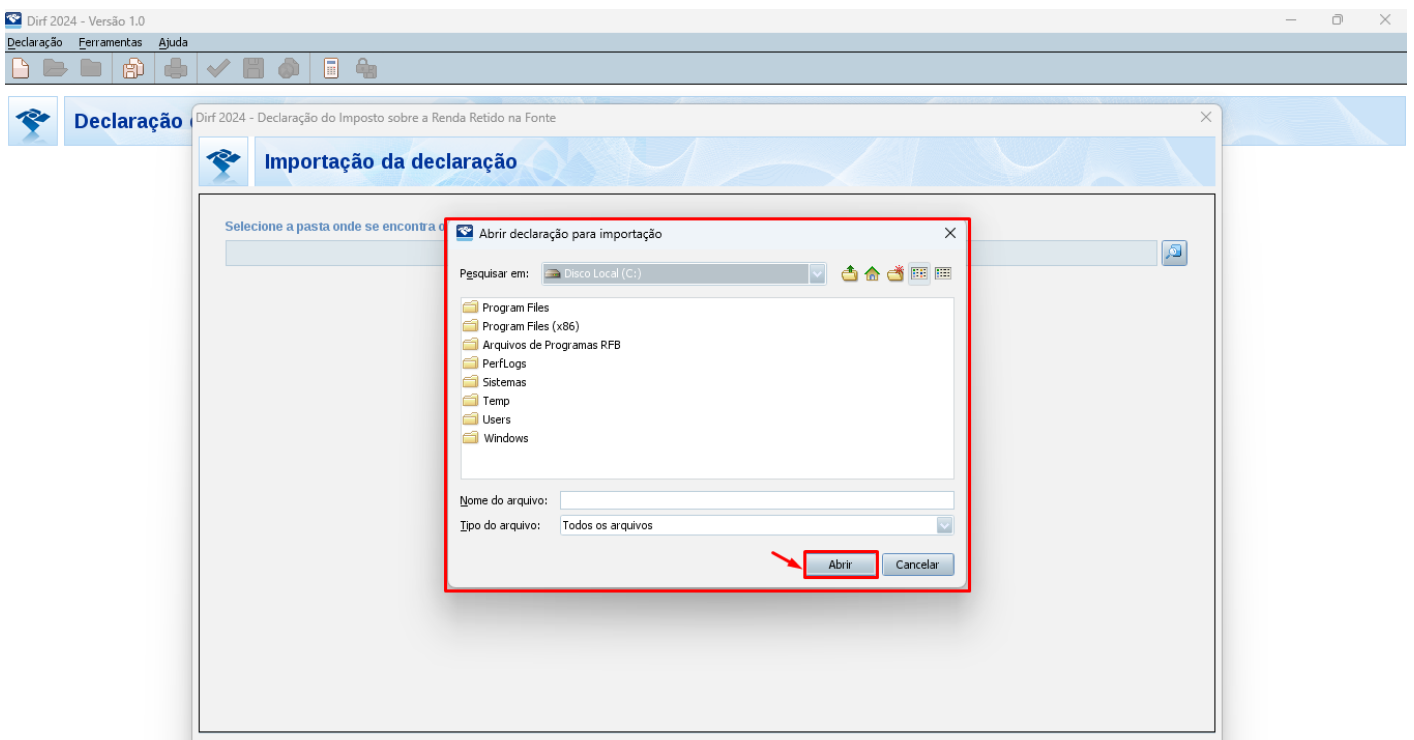 Dirf 2024 - Versão 1.0
Declaração Ferramentas Ajuda
Declaração
Dirf 2024 - Declaração do Imposto sobre a Renda Retido na Fonte
Importação da declaração
Selecione a pasta onde se encontra o
Abrir declaração para importação
Pesquisar em: Disco Local (C:)
Program Files
Program Files (x86)
Arquivos de Programas RFB
PerfLogs
Sistemas
Temp
Users
Windows
Nome do arquivo:
Tipo do arquivo: Todos os arquivos
Abrir Cancelar